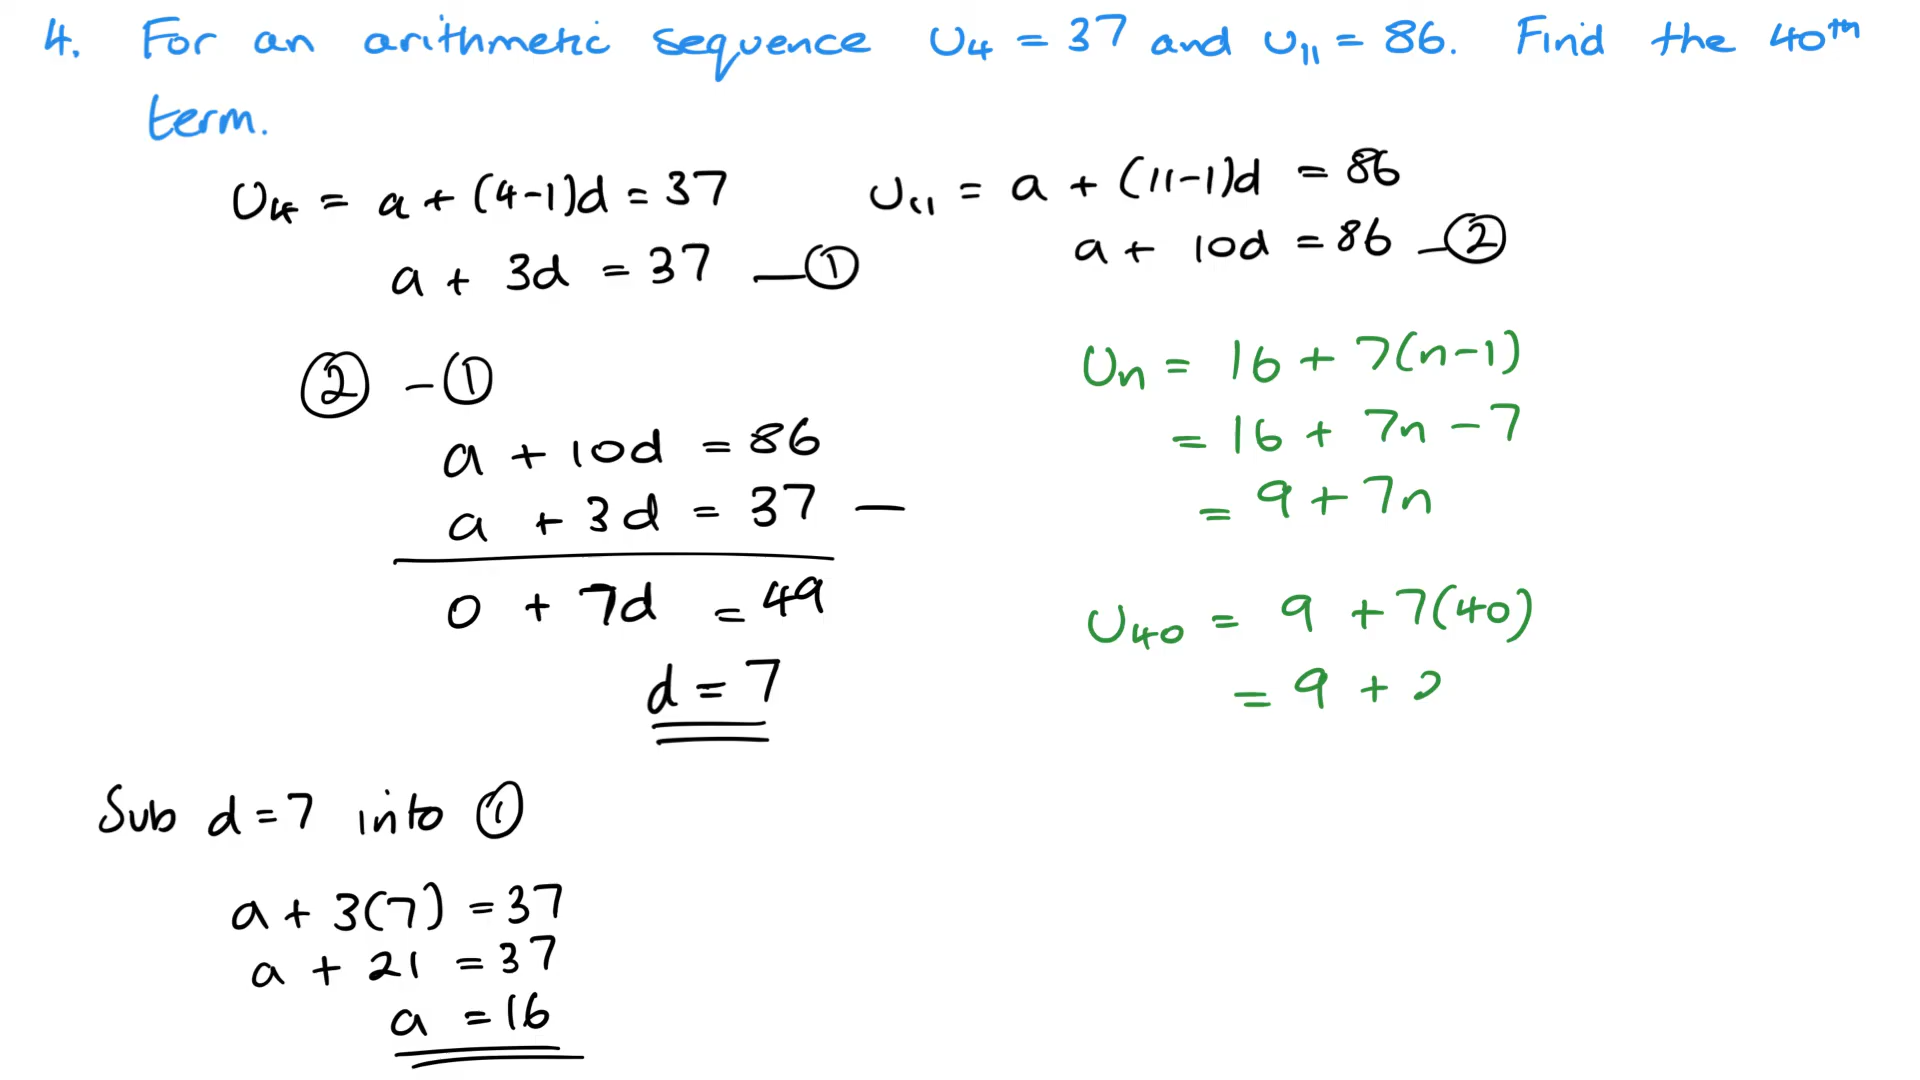 4. For an arithmetic sequence U₄ = 37 and U₁₁ = 86. Find the 40th
term.
U₄ = a + (4-1)d = 37
a + 3d = 37 — ①
U₁₁ = a + (11-1)d = 86
a + 10d = 86 — ②
② - ①
a + 10d = 86
a + 3d = 37 —
0 + 7d = 49
d = 7
Sub d = 7 into ①
a + 3(7) = 37
a + 21 = 37
a = 16
Un = 16 + 7(n-1)
= 16 + 7n - 7
= 9 + 7n
U₄₀ = 9 + 7(40)
= 9 +